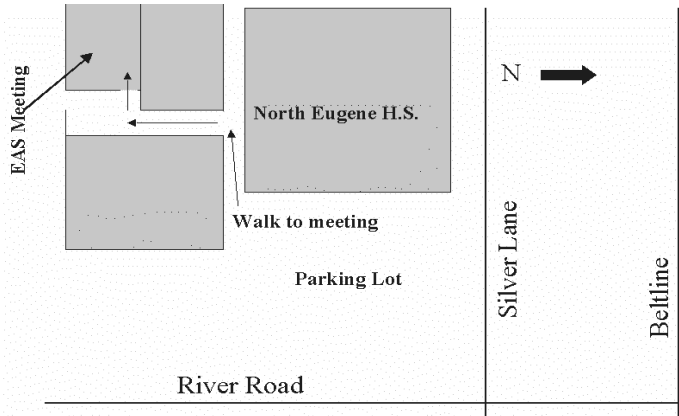 N
EAS Meeting
North Eugene H.S.
Walk to meeting
Parking Lot
Silver Lane
Beltline
River Road